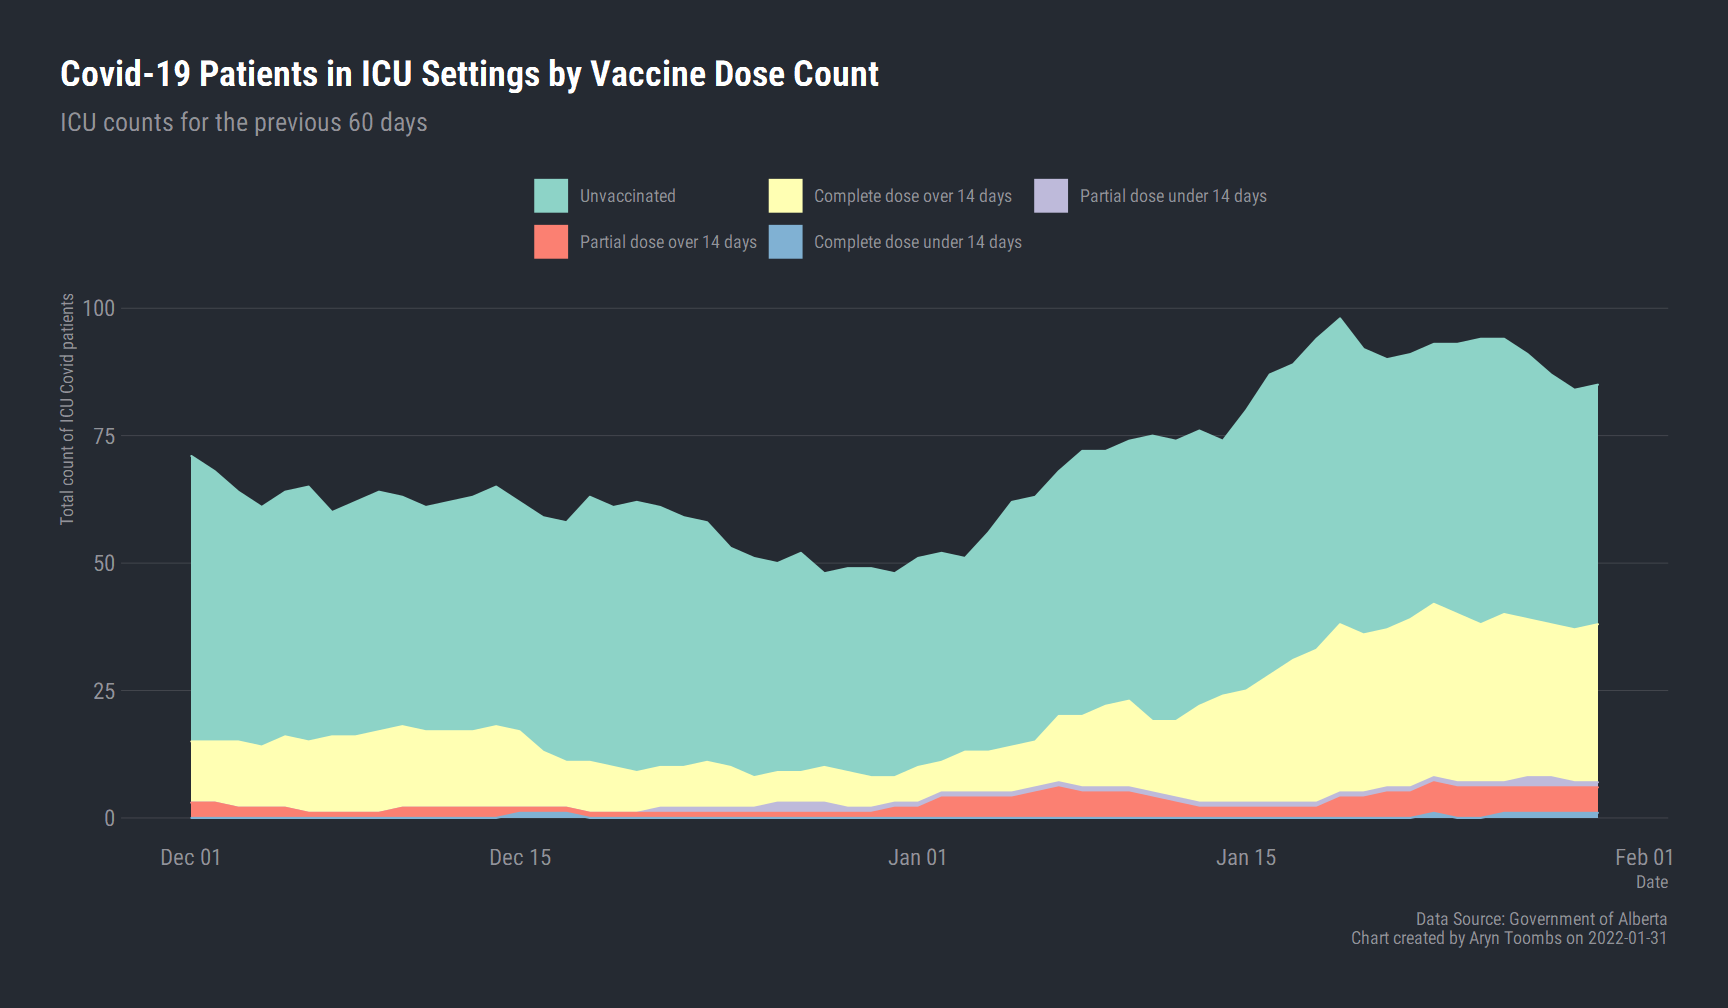 Covid-19 Patients in ICU Settings by Vaccine Dose Count
ICU counts for the previous 60 days
Unvaccinated
Complete dose over 14 days
Partial dose under 14 days
Partial dose over 14 days
Complete dose under 14 days
Total count of ICU Covid patients
100
75
50
25
0
Dec 01
Dec 15
Jan 01
Jan 15
Feb 01
Date
Data Source: Government of Alberta
Chart created by Aryn Toombs on 2022-01-31